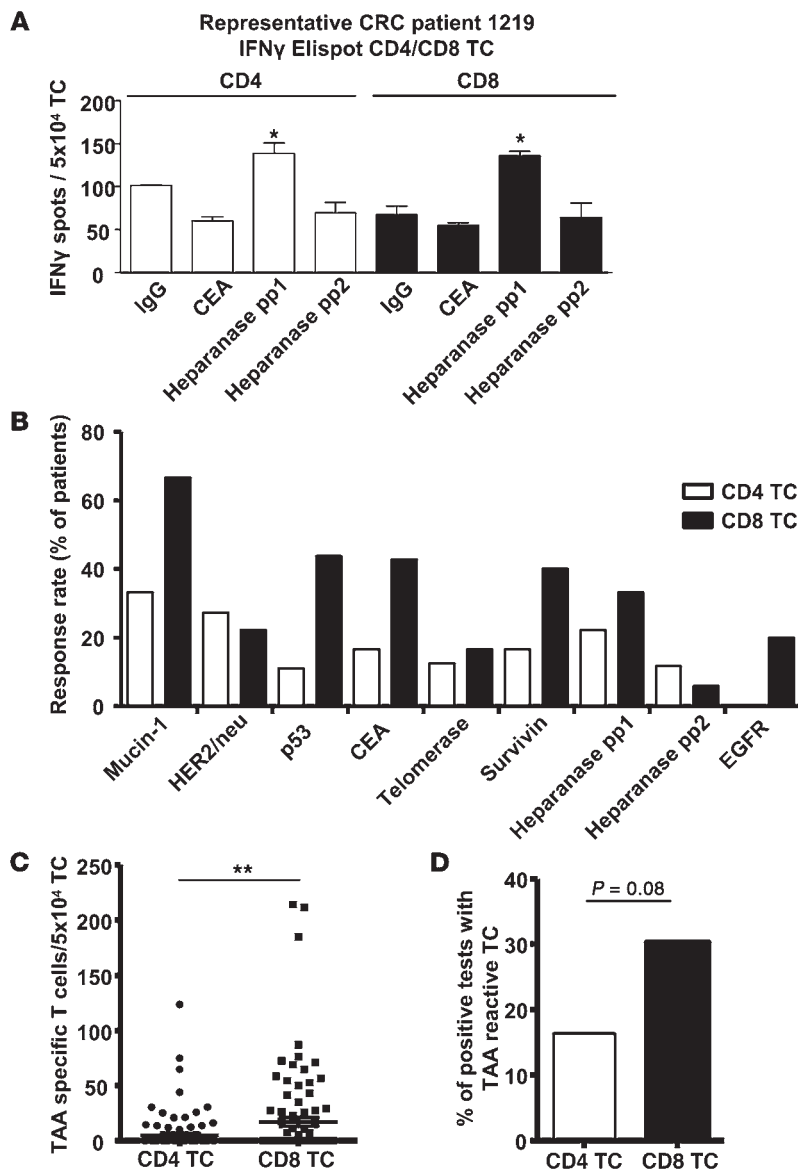 A
Representative CRC patient 1219
IFNγ Elispot CD4/CD8 TC
CD4
CD8
IFNγ spots / 5x10⁴ TC
200
150
100
50
0
*
*
IgG
CEA
Heparanase pp1
Heparanase pp2
IgG
CEA
Heparanase pp1
Heparanase pp2
B
Response rate (% of patients)
80
60
40
20
0
CD4 TC
CD8 TC
Mucin-1
HER2/neu
p53
CEA
Telomerase
Survivin
Heparanase pp1
Heparanase pp2
EGFR
C
TAA specific T cells/5x10⁴ TC
250
200
150
100
50
0
**
CD4 TC
CD8 TC
D
% of positive tests with
TAA reactive TC
40
30
20
10
0
P = 0.08
CD4 TC
CD8 TC